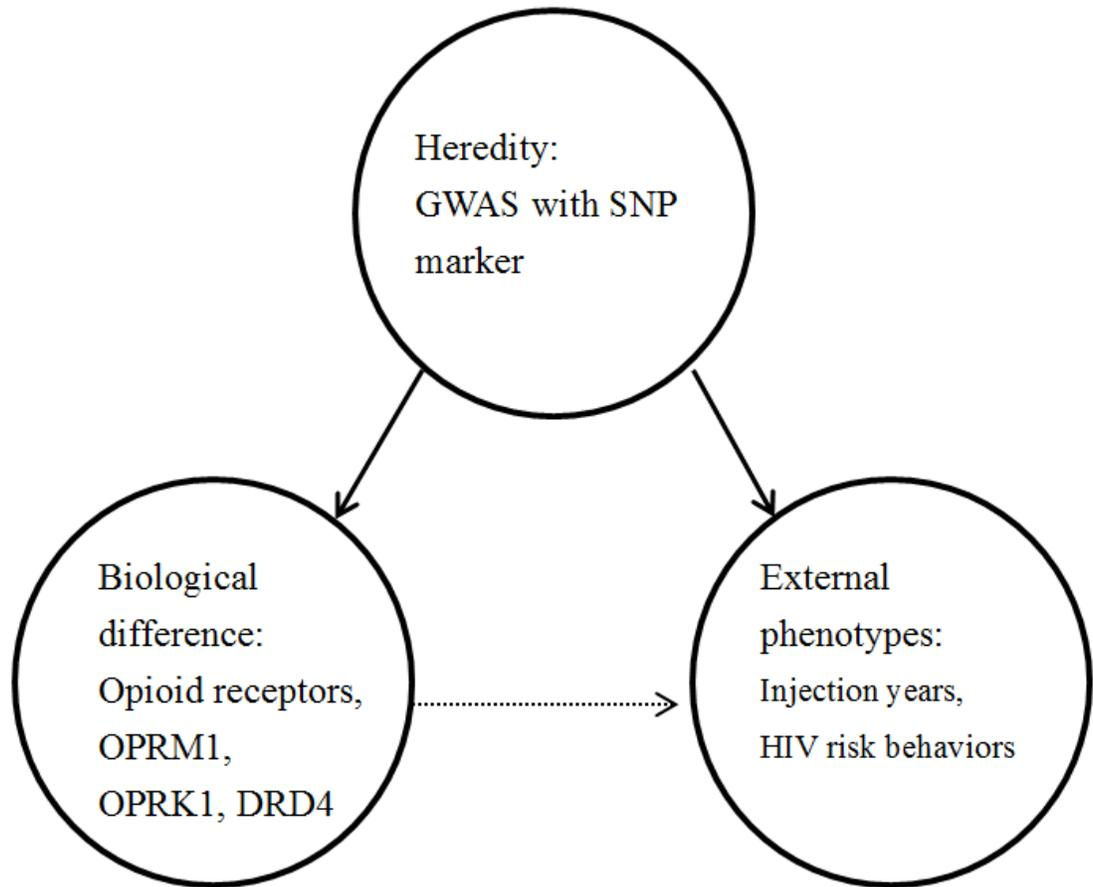 Heredity:
GWAS with SNP
marker
Biological
difference:
Opioid receptors,
OPRM1,
OPRK1, DRD4
External
phenotypes:
Injection years,
HIV risk behaviors